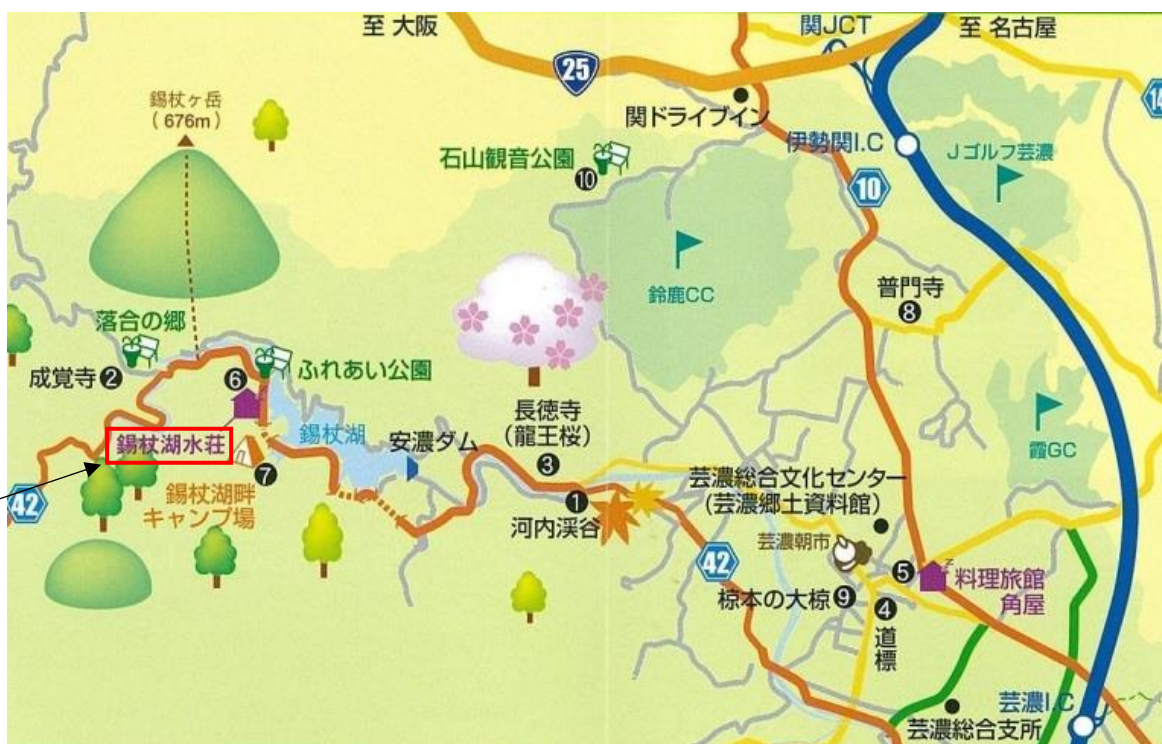 至 大阪
関JCT
至 名古屋
25
14
錫杖ヶ岳
(676m)
関ドライブイン
石山観音公園
⑩
伊勢関I.C
Jゴルフ芸濃
10
鈴鹿CC
普門寺
⑧
落合の郷
成覚寺②
⑥
ふれあい公園
長徳寺
(龍王桜)
③
錫杖湖水荘
錫杖湖
安濃ダム
霞GC
⑦
錫杖湖畔
キャンプ場
42
①
河内渓谷
芸濃総合文化センター
(芸濃郷土資料館)
芸濃朝市
42
⑤
料理旅館
角屋
椋本の大椋⑨
④
道標
芸濃I.C
芸濃総合支所